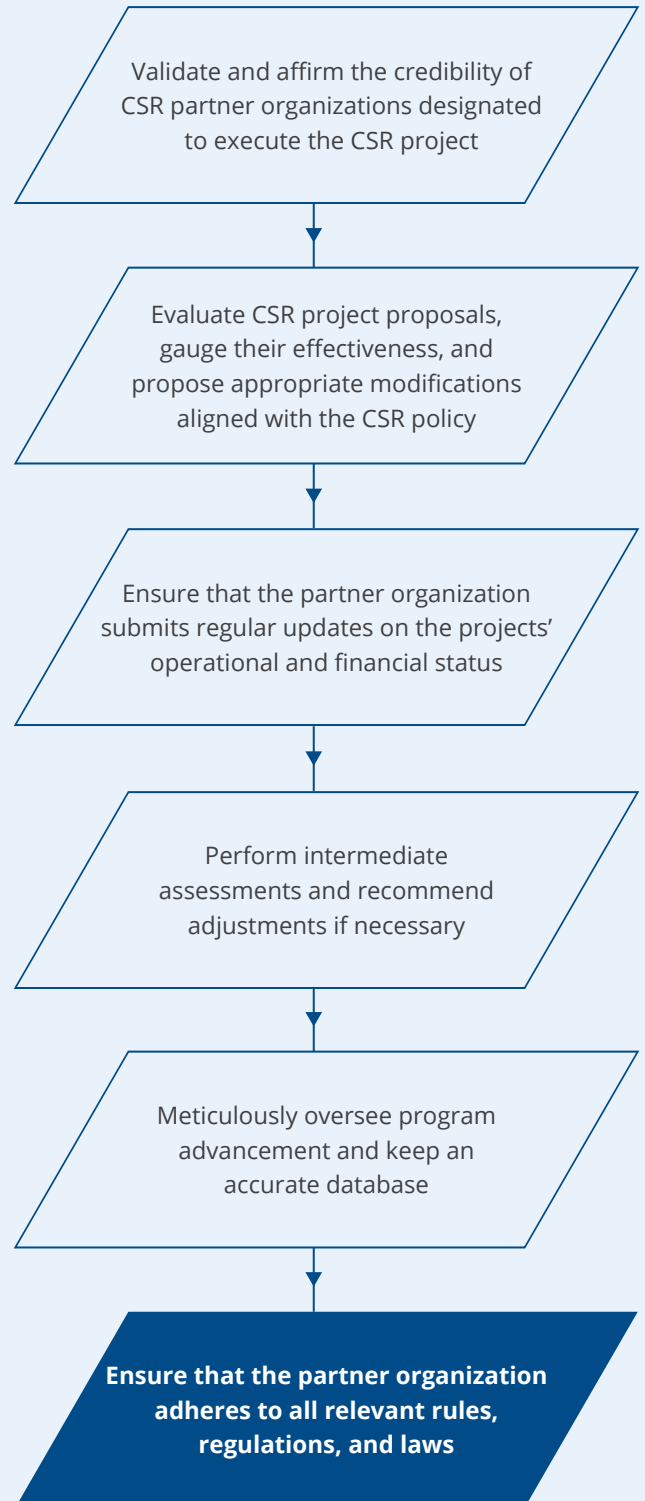 Validate and affirm the credibility of
CSR partner organizations designated
to execute the CSR project
Evaluate CSR project proposals,
gauge their effectiveness, and
propose appropriate modifications
aligned with the CSR policy
Ensure that the partner organization
submits regular updates on the projects’
operational and financial status
Perform intermediate
assessments and recommend
adjustments if necessary
Meticulously oversee program
advancement and keep an
accurate database
Ensure that the partner organization
adheres to all relevant rules,
regulations, and laws